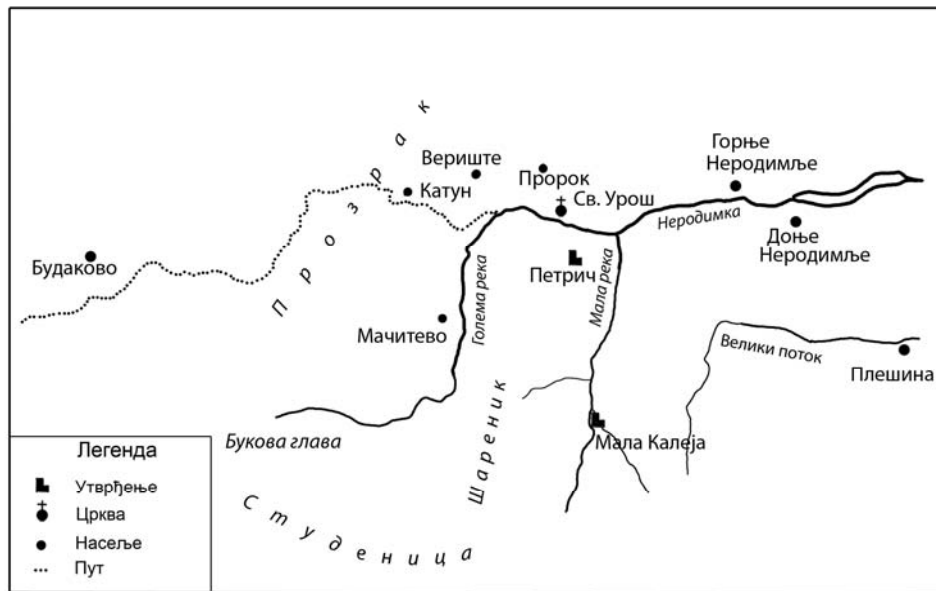 Прозрак
Вериште
Катун
Пророк
Св. Урош
Горње
Неродимље
Неродимка
Доње
Неродимље
Будаково
Петрич
Голема река
Мала река
Мачитево
Велики поток
Плешина
Шареник
Букова глава
Мала Калеја
Студеница
Легенда
Утврђење
Црква
Насеље
Пут